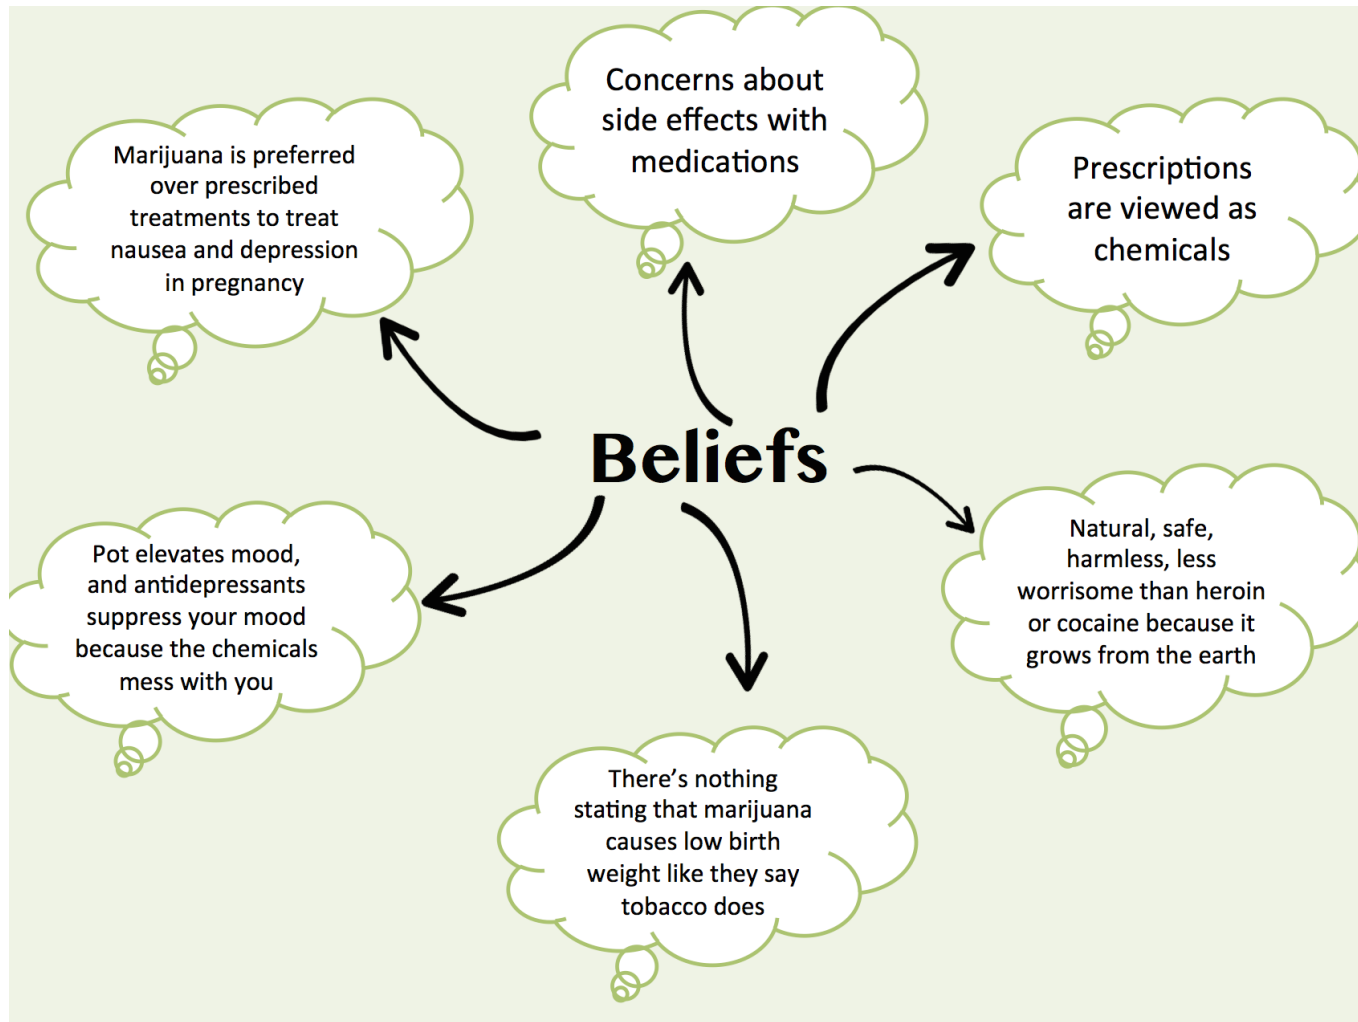 Concerns about
side effects with
medications
Marijuana is preferred
over prescribed
treatments to treat
nausea and depression
in pregnancy
Prescriptions
are viewed as
chemicals
Beliefs
Pot elevates mood,
and antidepressants
suppress your mood
because the chemicals
mess with you
Natural, safe,
harmless, less
worrisome than heroin
or cocaine because it
grows from the earth
There’s nothing
stating that marijuana
causes low birth
weight like they say
tobacco does